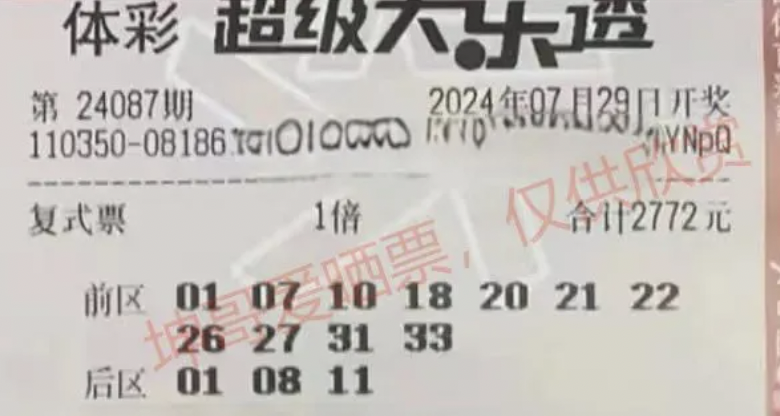 体彩 超级大乐透
第 24087期 2024年07月29日开奖
110350-08186 YNpQ
复式票 1倍 合计2772元
前区 01 07 10 18 20 21 22
26 27 31 33
后区 01 08 11
坤哥爱晒票，仅供欣赏